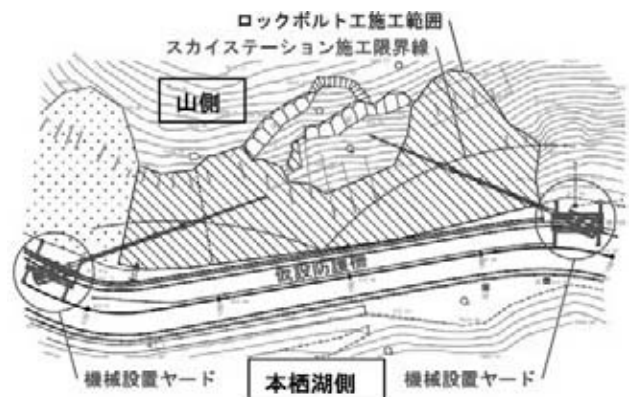 ロックボルト工施工範囲
スカイステーション施工限界線
山側
仮設防護柵
機械設置ヤード
本栖湖側
機械設置ヤード